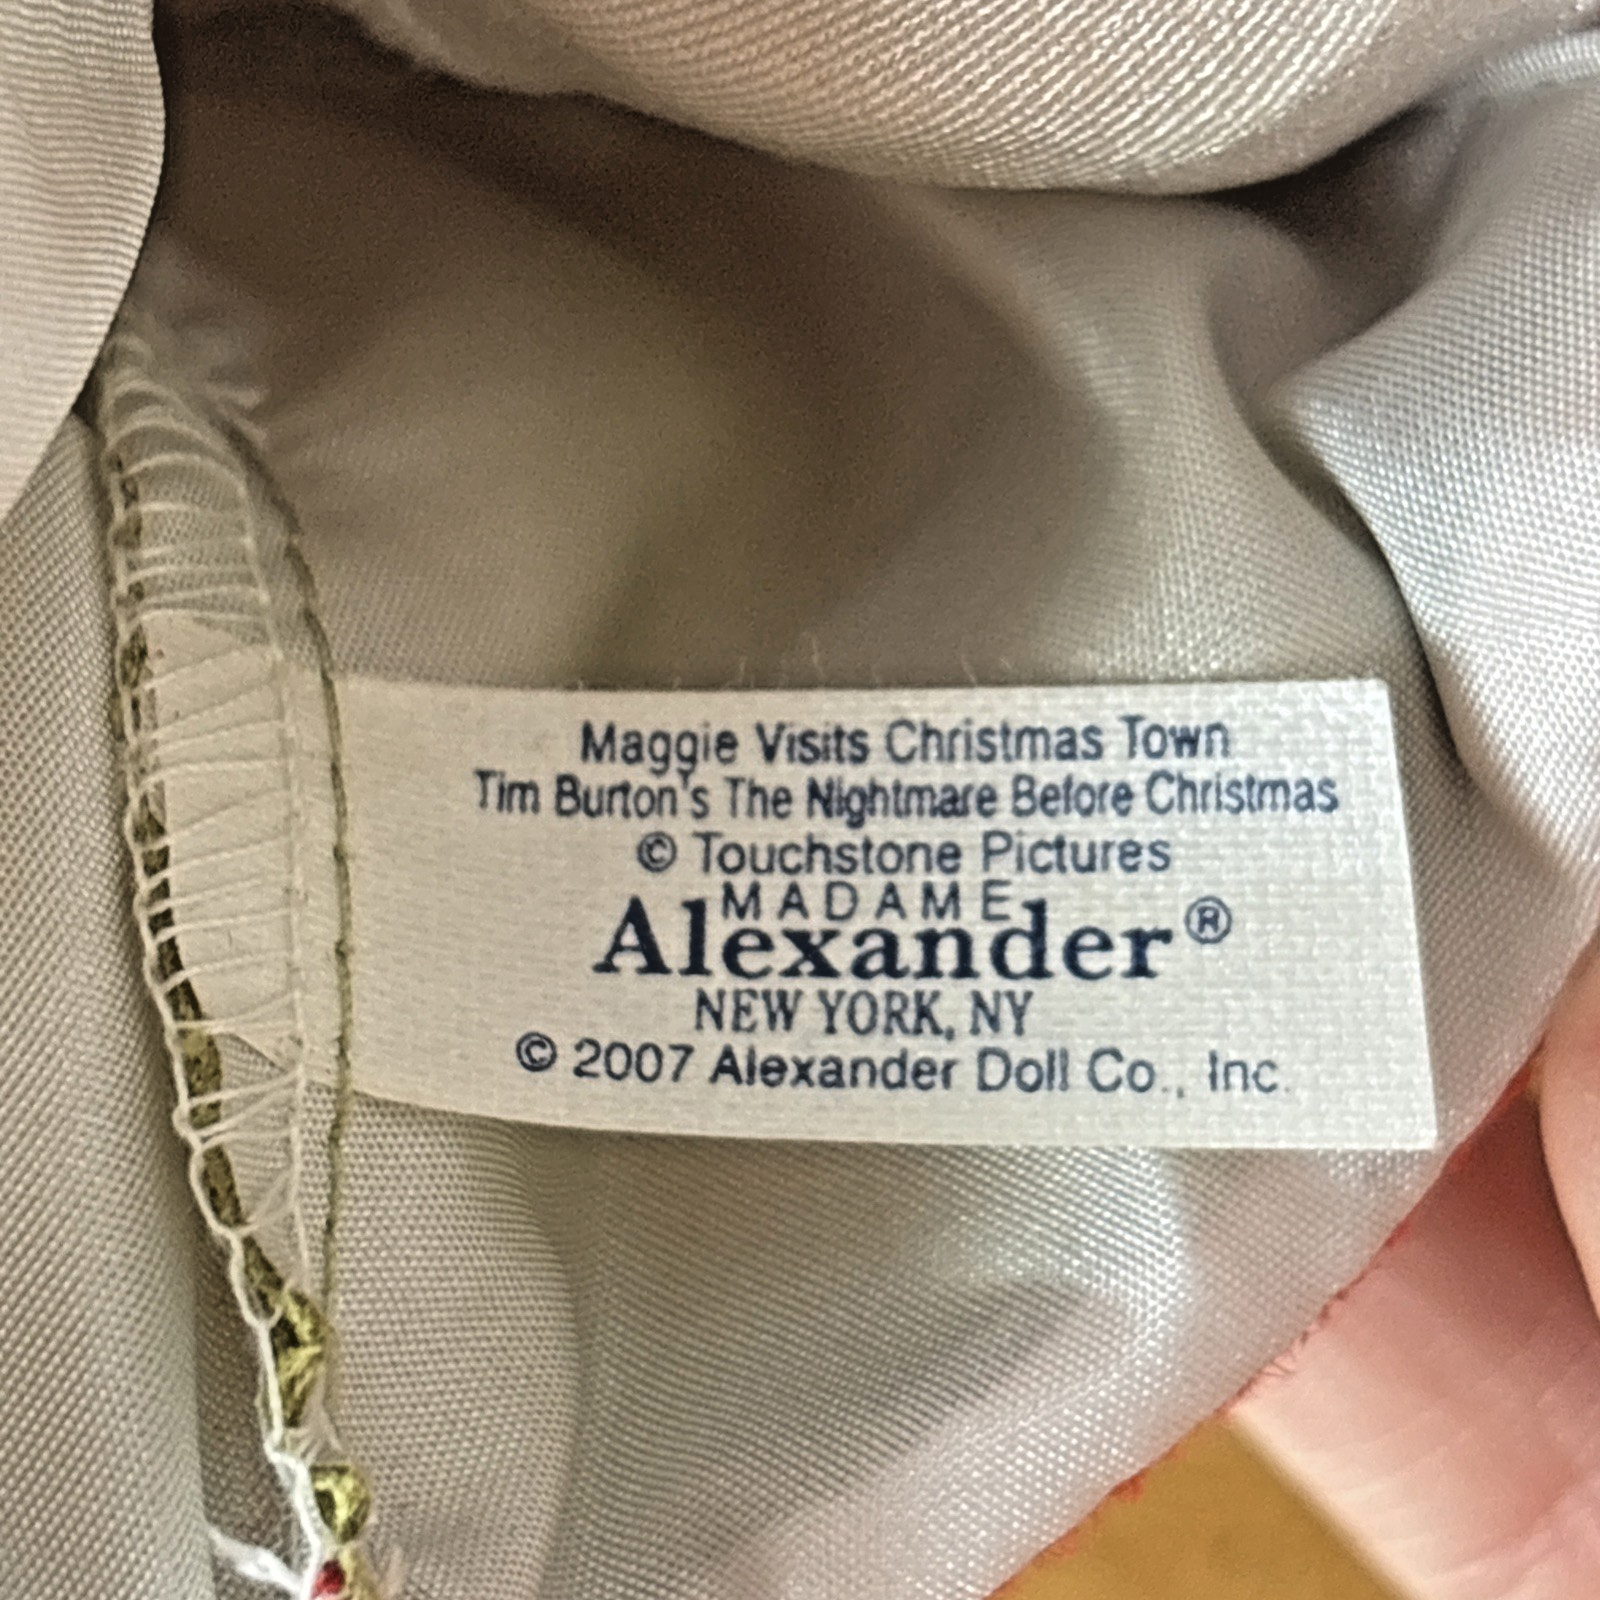 Maggie Visits Christmas Town
Tim Burton's The Nightmare Before Christmas
© Touchstone Pictures
MADAME
Alexander®
NEW YORK, NY
© 2007 Alexander Doll Co., Inc.